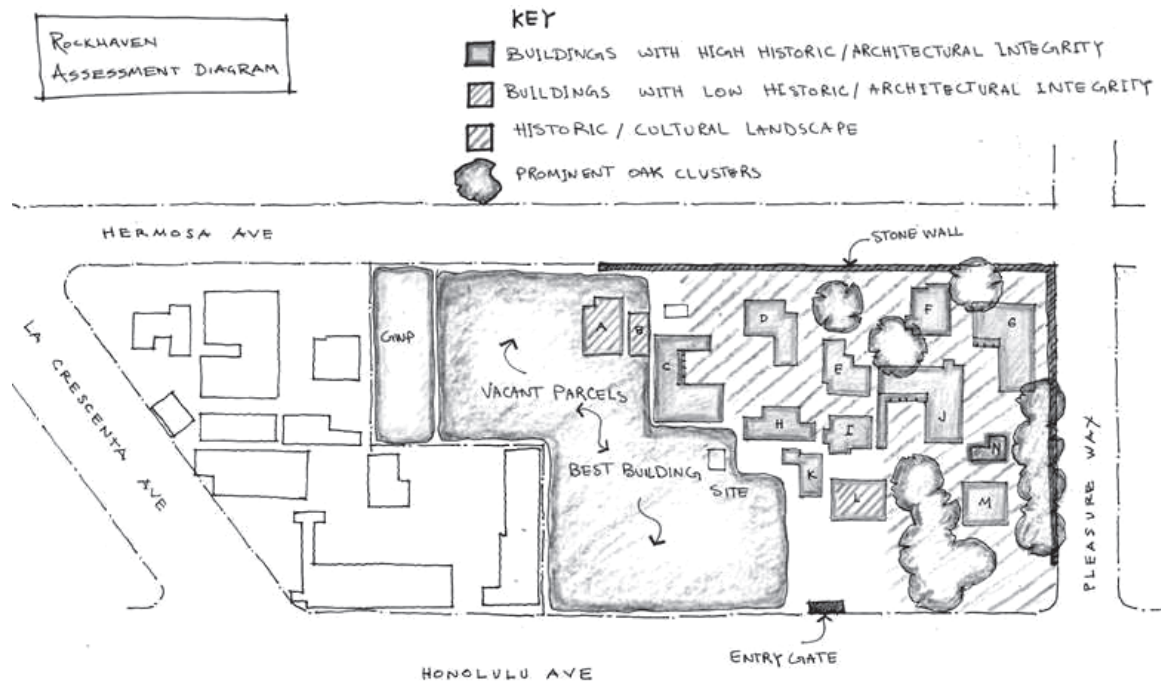 ROCKHAVEN
ASSESSMENT DIAGRAM
KEY
BUILDINGS WITH HIGH HISTORIC/ARCHITECTURAL INTEGRITY
BUILDINGS WITH LOW HISTORIC/ARCHITECTURAL INTEGRITY
HISTORIC / CULTURAL LANDSCAPE
PROMINENT OAK CLUSTERS
HERMOSA AVE
STONE WALL
LA CRESCENTA AVE
GWP
A
B
C
D
E
F
G
VACANT PARCELS
H
I
J
BEST BUILDING
SITE
K
L
N
M
PLEASURE WAY
ENTRY GATE
HONOLULU AVE